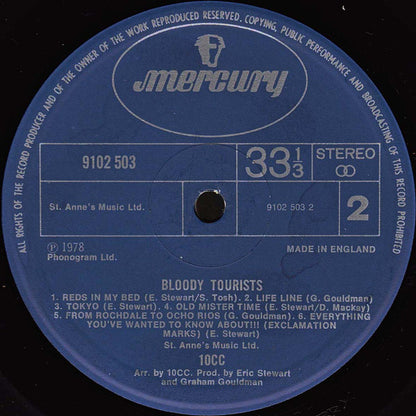 ALL RIGHTS OF THE RECORD PRODUCER AND OF THE OWNER OF THE WORK REPRODUCED RESERVED. COPYING, PUBLIC PERFORMANCE AND BROADCASTING OF THIS RECORD PROHIBITED
mercury
9102 503
33 1/3
STEREO
St. Anne's Music Ltd.
9102 503 2
2
℗ 1978
Phonogram Ltd.
MADE IN ENGLAND
BLOODY TOURISTS
1. REDS IN MY BED (E. Stewart/S. Tosh). 2. LIFE LINE (G. Gouldman)
3. TOKYO (E. Stewart). 4. OLD MISTER TIME (E. Stewart/D. Mackay)
5. FROM ROCHDALE TO OCHO RIOS (G. Gouldman). 6. EVERYTHING
YOU'VE WANTED TO KNOW ABOUT!!! (EXCLAMATION
MARKS) (E. Stewart)
St. Anne's Music Ltd.
10CC
Arr. by 10CC. Prod. by Eric Stewart
and Graham Gouldman